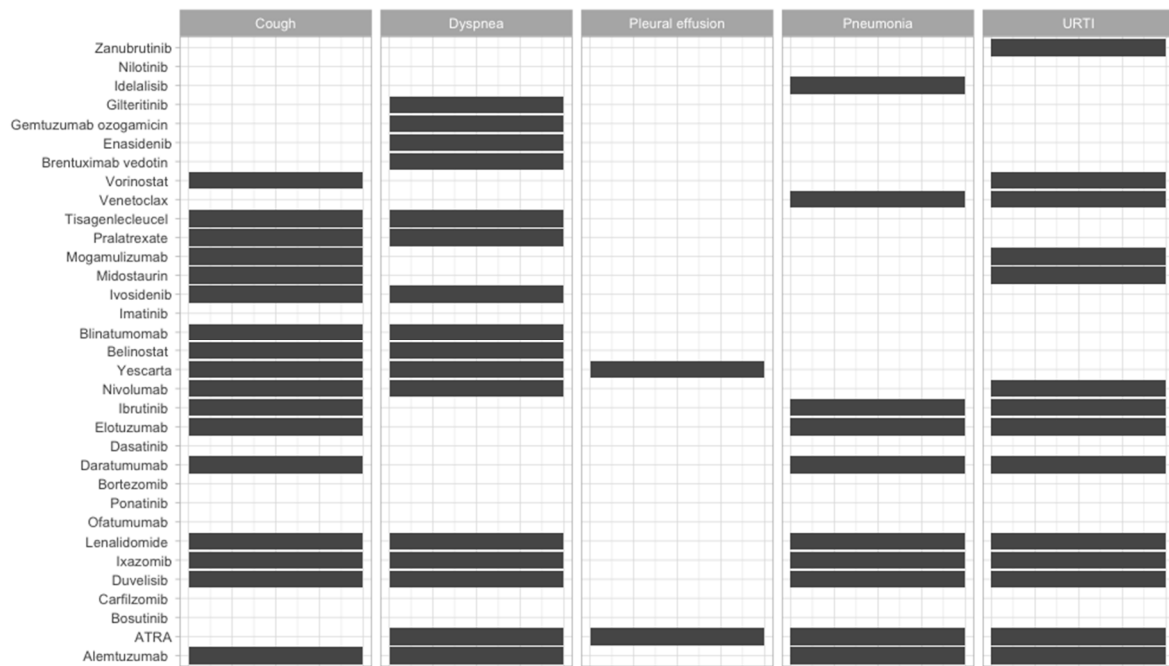 Cough Dyspnea Pleural effusion Pneumonia URTI
Zanubrutinib
Nilotinib
Idelalisib
Gilteritinib
Gemtuzumab ozogamicin
Enasidenib
Brentuximab vedotin
Vorinostat
Venetoclax
Tisagenlecleucel
Pralatrexate
Mogamulizumab
Midostaurin
Ivosidenib
Imatinib
Blinatumomab
Belinostat
Yescarta
Nivolumab
Ibrutinib
Elotuzumab
Dasatinib
Daratumumab
Bortezomib
Ponatinib
Ofatumumab
Lenalidomide
Ixazomib
Duvelisib
Carfilzomib
Bosutinib
ATRA
Alemtuzumab